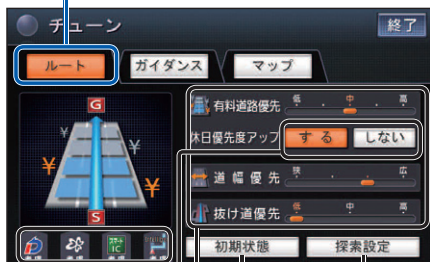 チューン 終了
ルート ガイダンス マップ
G
有料道路優先 低 中 高
休日優先度アップ する しない
道幅優先 狭 広
抜け道優先 低 中 高
S
初期状態 探索設定